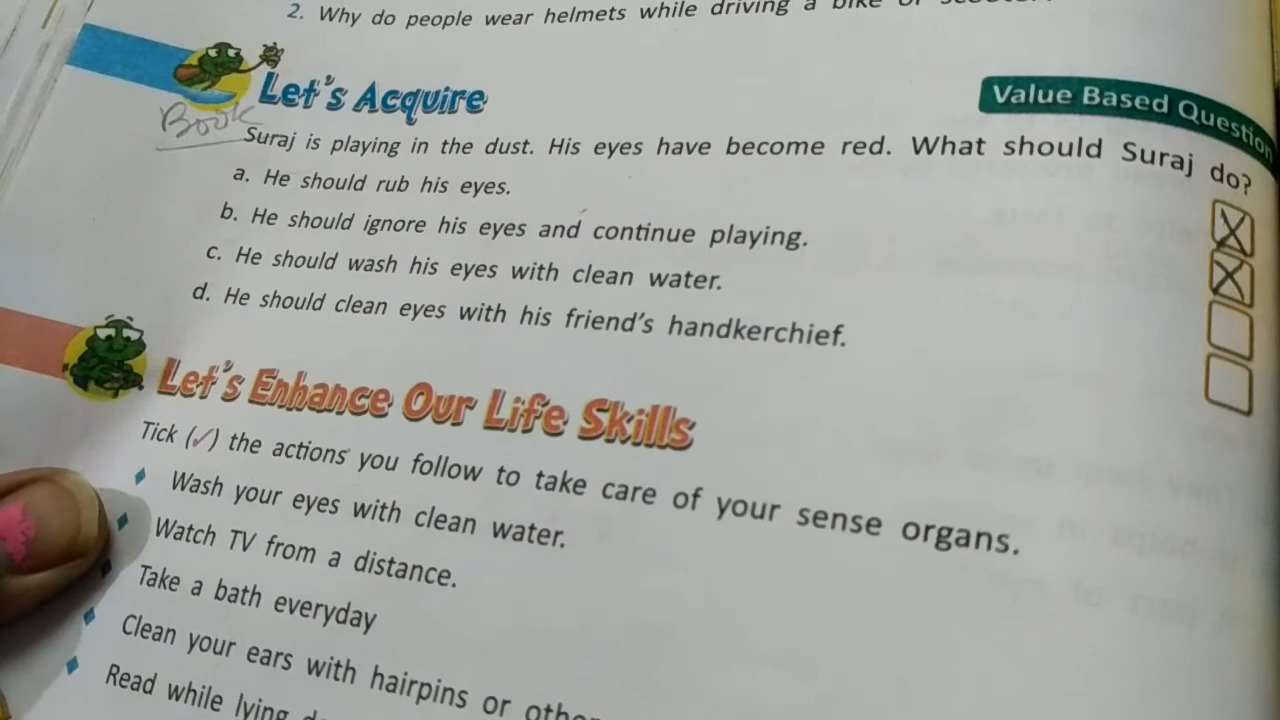 2. Why do people wear helmets while driving a bike or scooter?
Let's Acquire
Value Based Question
Book
Suraj is playing in the dust. His eyes have become red. What should Suraj do?
a. He should rub his eyes.
b. He should ignore his eyes and continue playing.
c. He should wash his eyes with clean water.
d. He should clean eyes with his friend's handkerchief.
Let's Enhance Our Life Skills
Tick (✓) the actions you follow to take care of your sense organs.
Wash your eyes with clean water.
Watch TV from a distance.
Take a bath everyday
Clean your ears with hairpins or
Read while lying